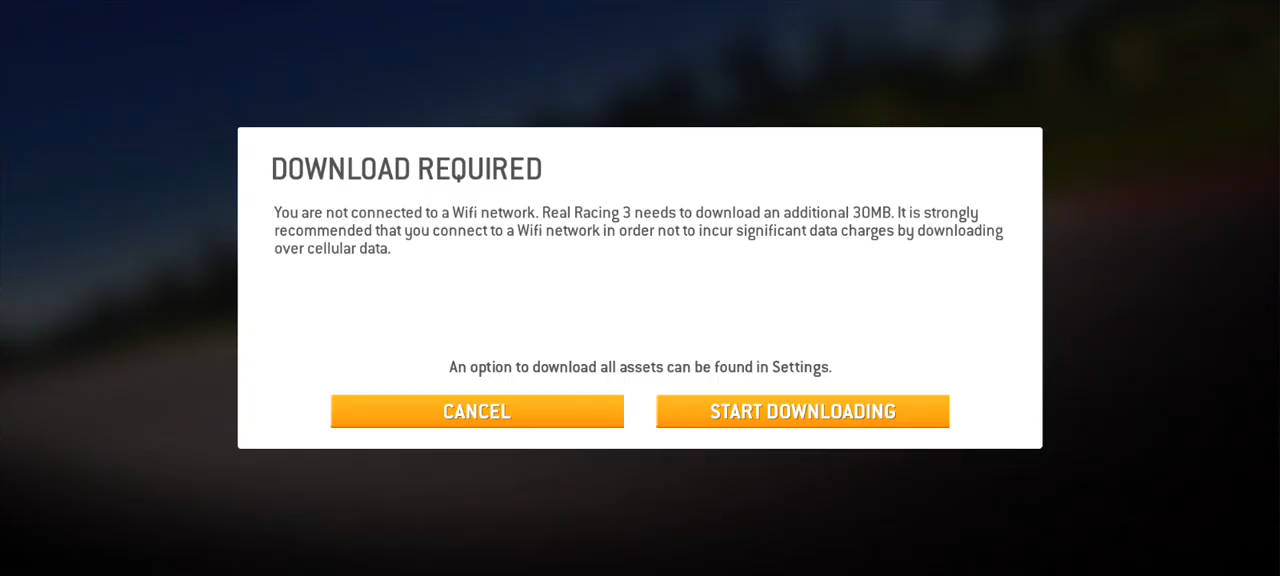 DOWNLOAD REQUIRED
You are not connected to a Wifi network. Real Racing 3 needs to download an additional 30MB. It is strongly
recommended that you connect to a Wifi network in order not to incur significant data charges by downloading
over cellular data.
An option to download all assets can be found in Settings.
CANCEL
START DOWNLOADING